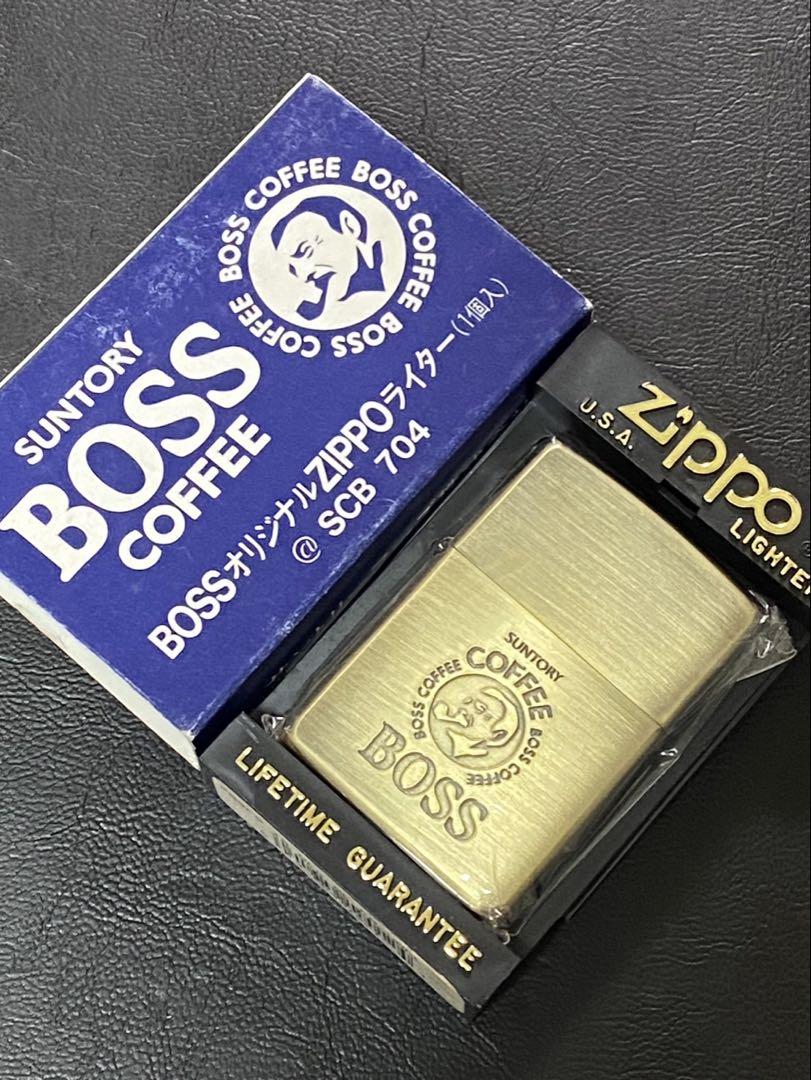 BOSS COFFEE BOSS COFFEE BOSS COFFEE
SUNTORY
BOSS
COFFEE
BOSSオリジナルZIPPOライター(1個入)
@ SCB 704
U.S.A.
Zippo
LIGHTER
SUNTORY
COFFEE
BOSS COFFEE
BOSS COFFEE
BOSS
LIFETIME GUARANTEE